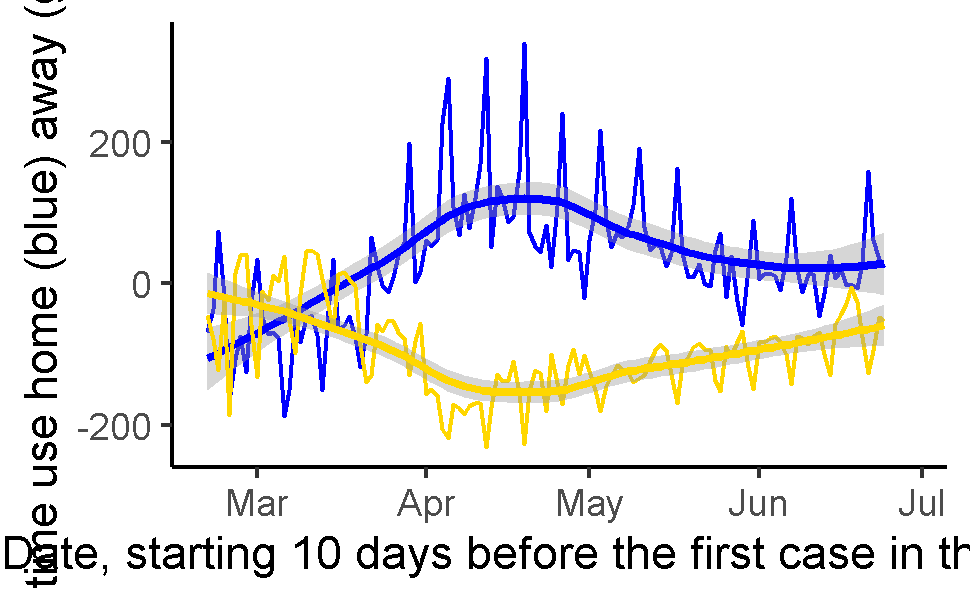 time use home (blue) away (
200
0
-200
Mar Apr May Jun Jul
Date, starting 10 days before the first case in th